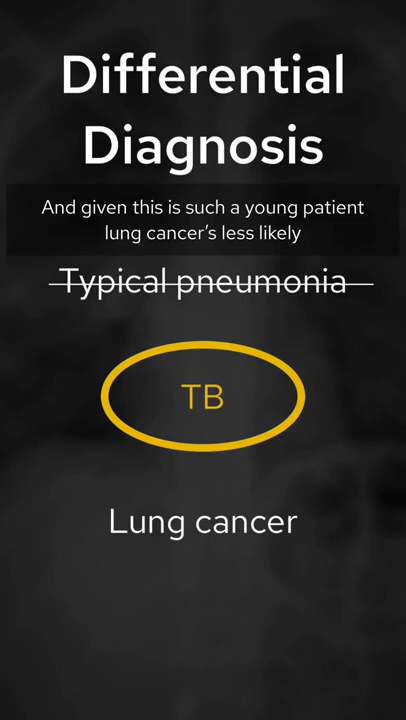 Differential
Diagnosis
And given this is such a young patient
lung cancer's less likely
Typical pneumonia
TB
Lung cancer